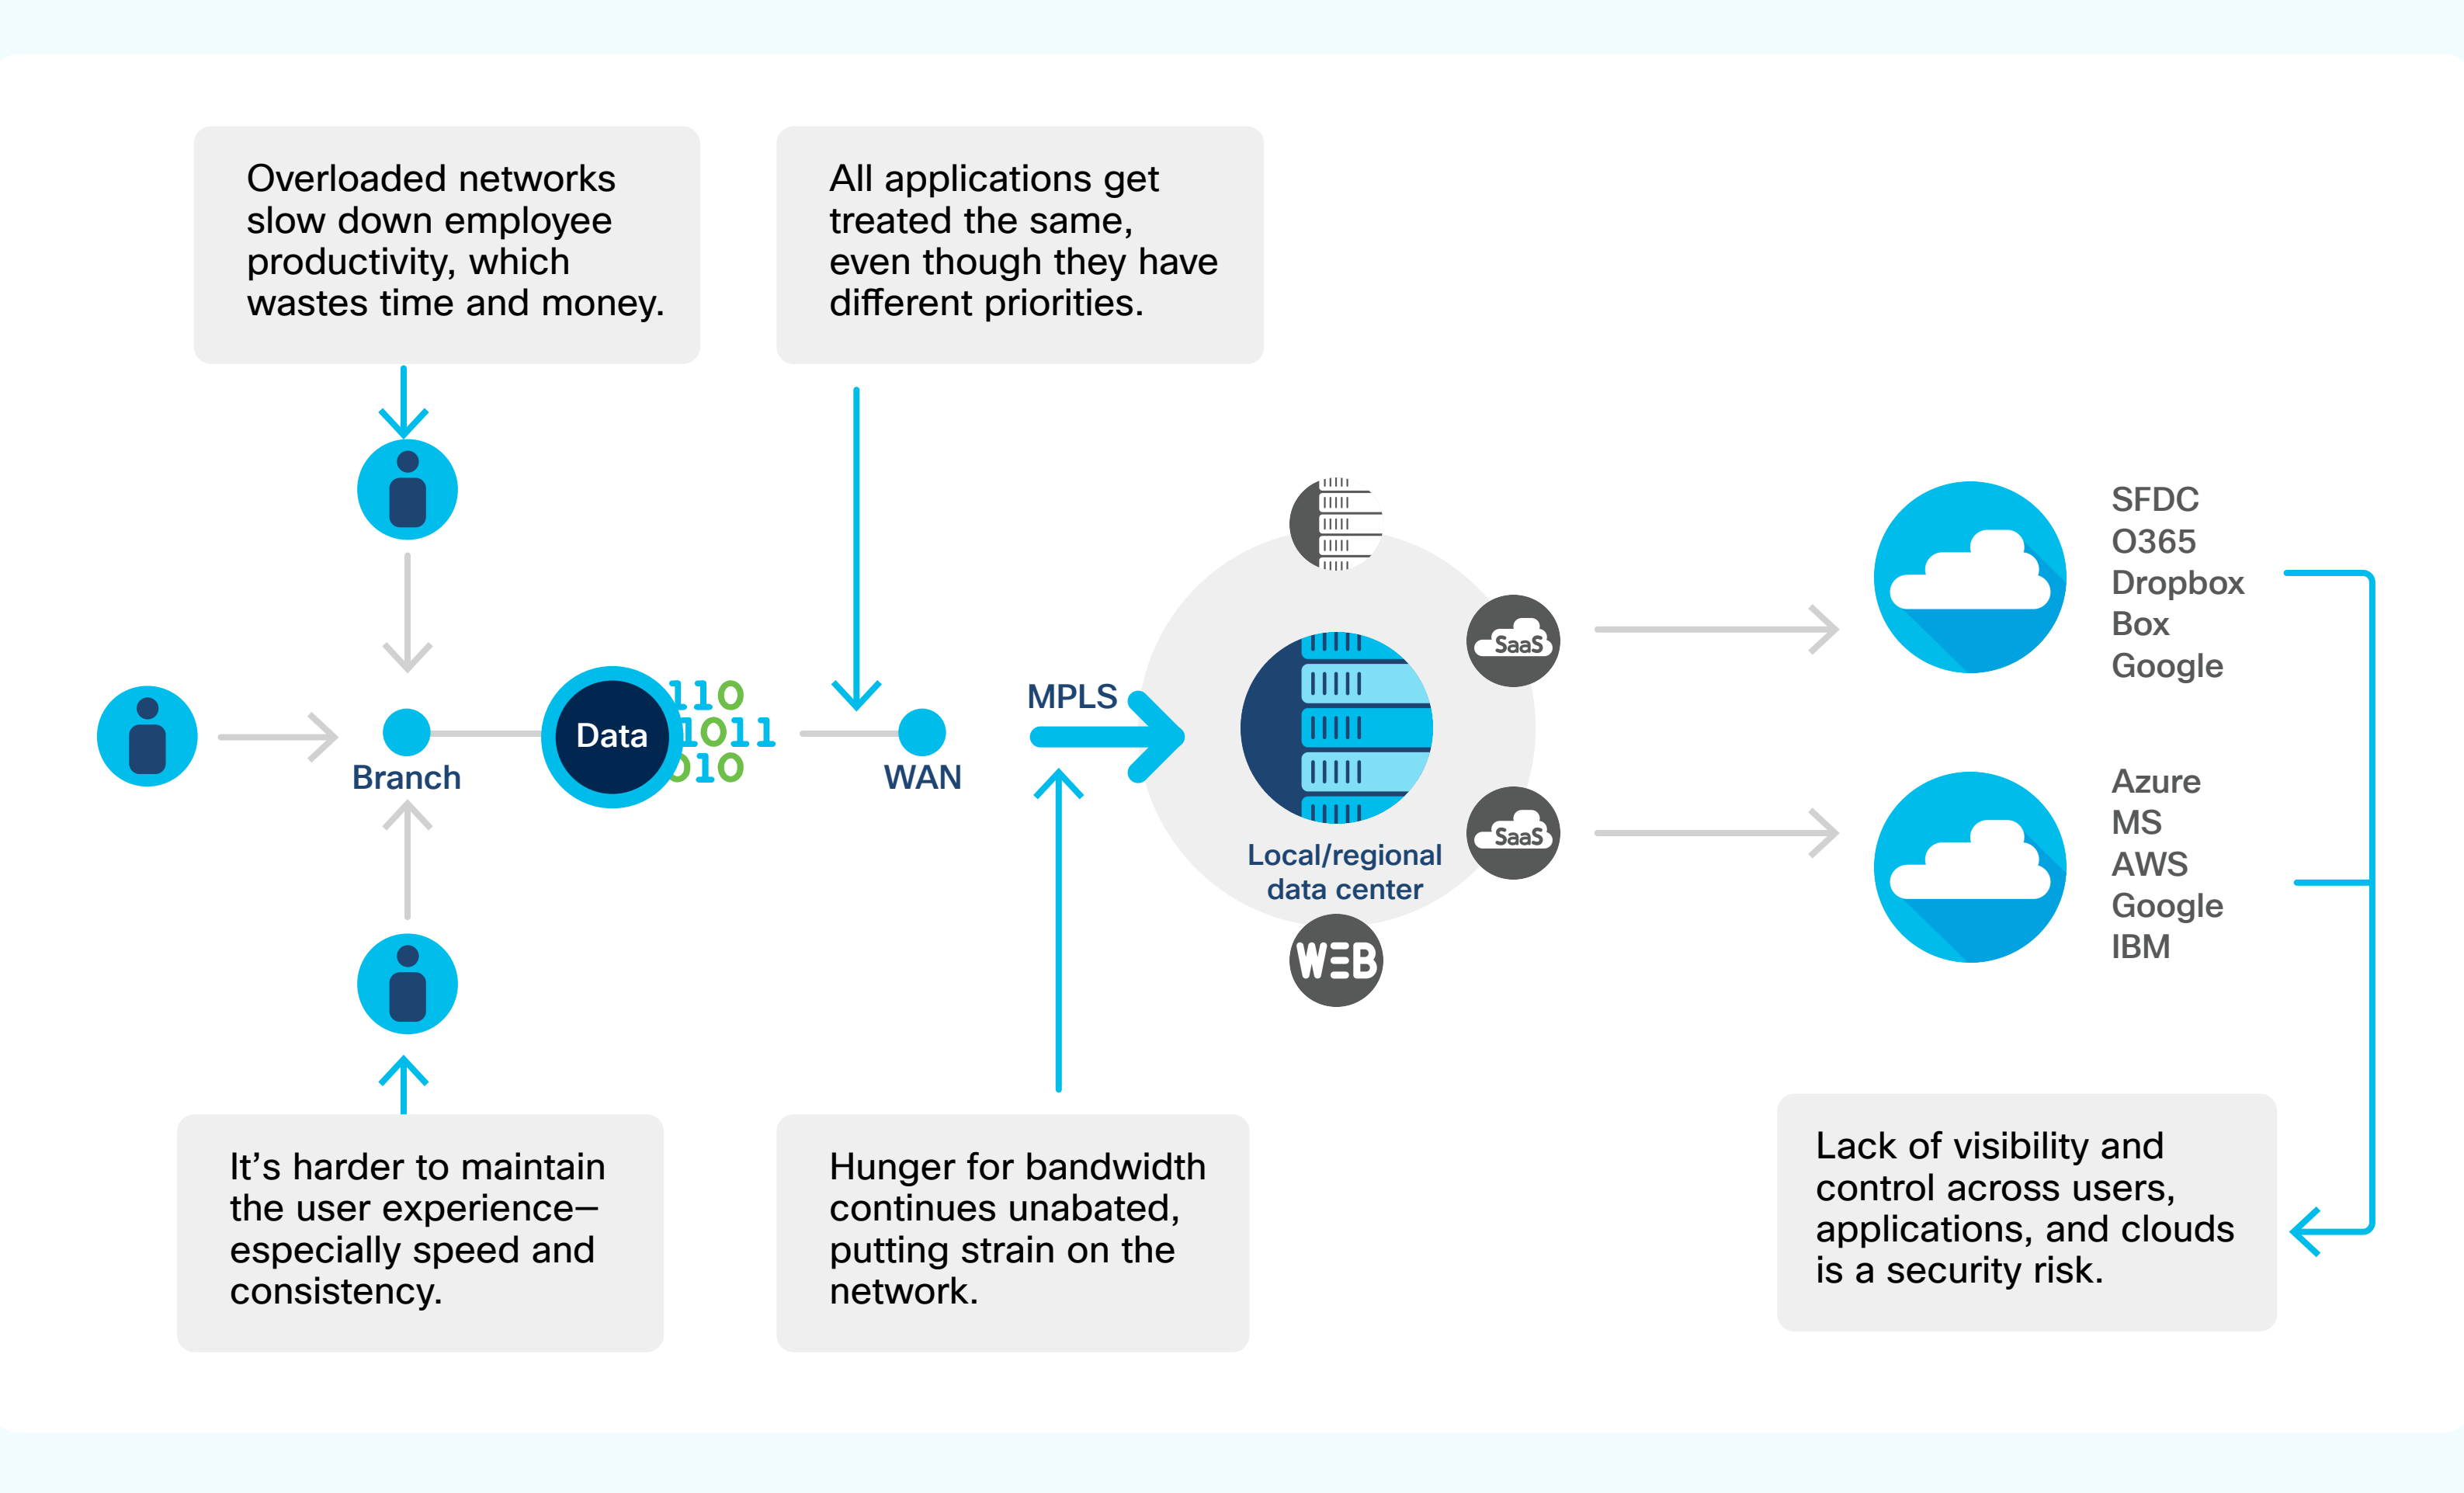 Overloaded networks
slow down employee
productivity, which
wastes time and money.
All applications get
treated the same,
even though they have
different priorities.
Branch
Data
110
1011
010
WAN
MPLS
Local/regional
data center
SaaS
SaaS
WEB
SFDC
O365
Dropbox
Box
Google
Azure
MS
AWS
Google
IBM
It’s harder to maintain
the user experience—
especially speed and
consistency.
Hunger for bandwidth
continues unabated,
putting strain on the
network.
Lack of visibility and
control across users,
applications, and clouds
is a security risk.